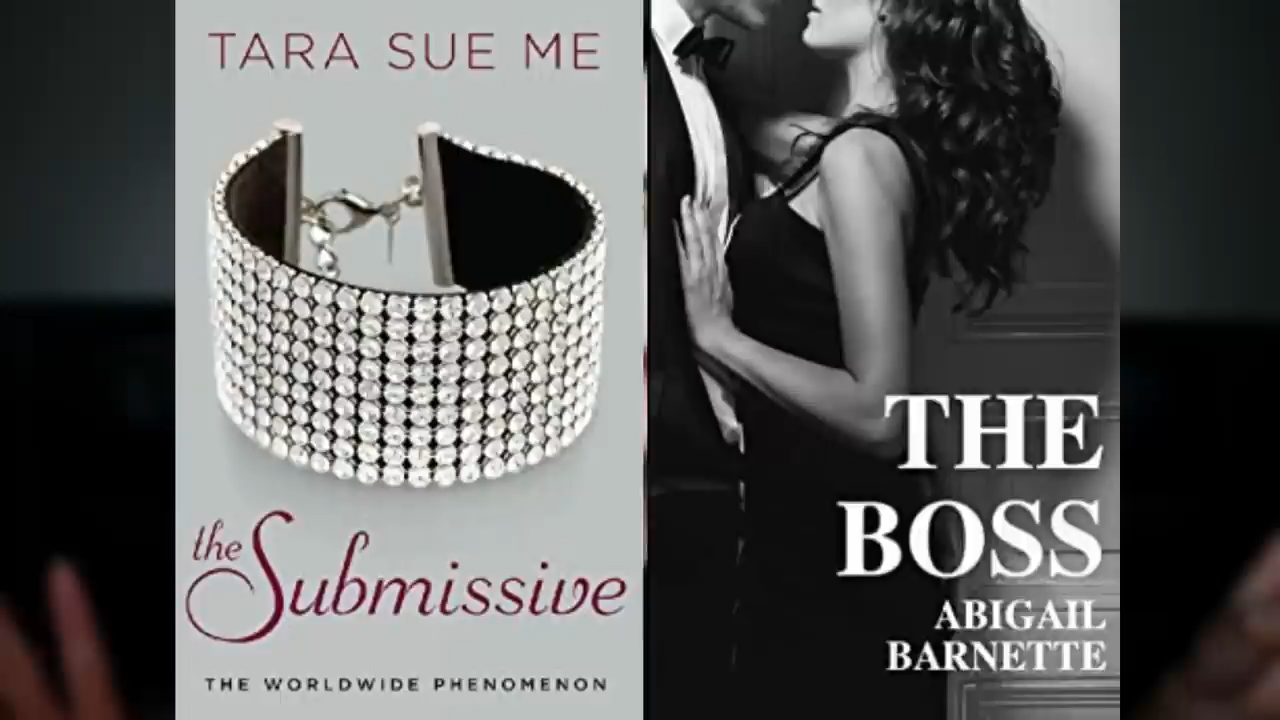 TARA SUE ME
the Submissive
THE WORLDWIDE PHENOMENON
THE
BOSS
ABIGAIL
BARNETTE